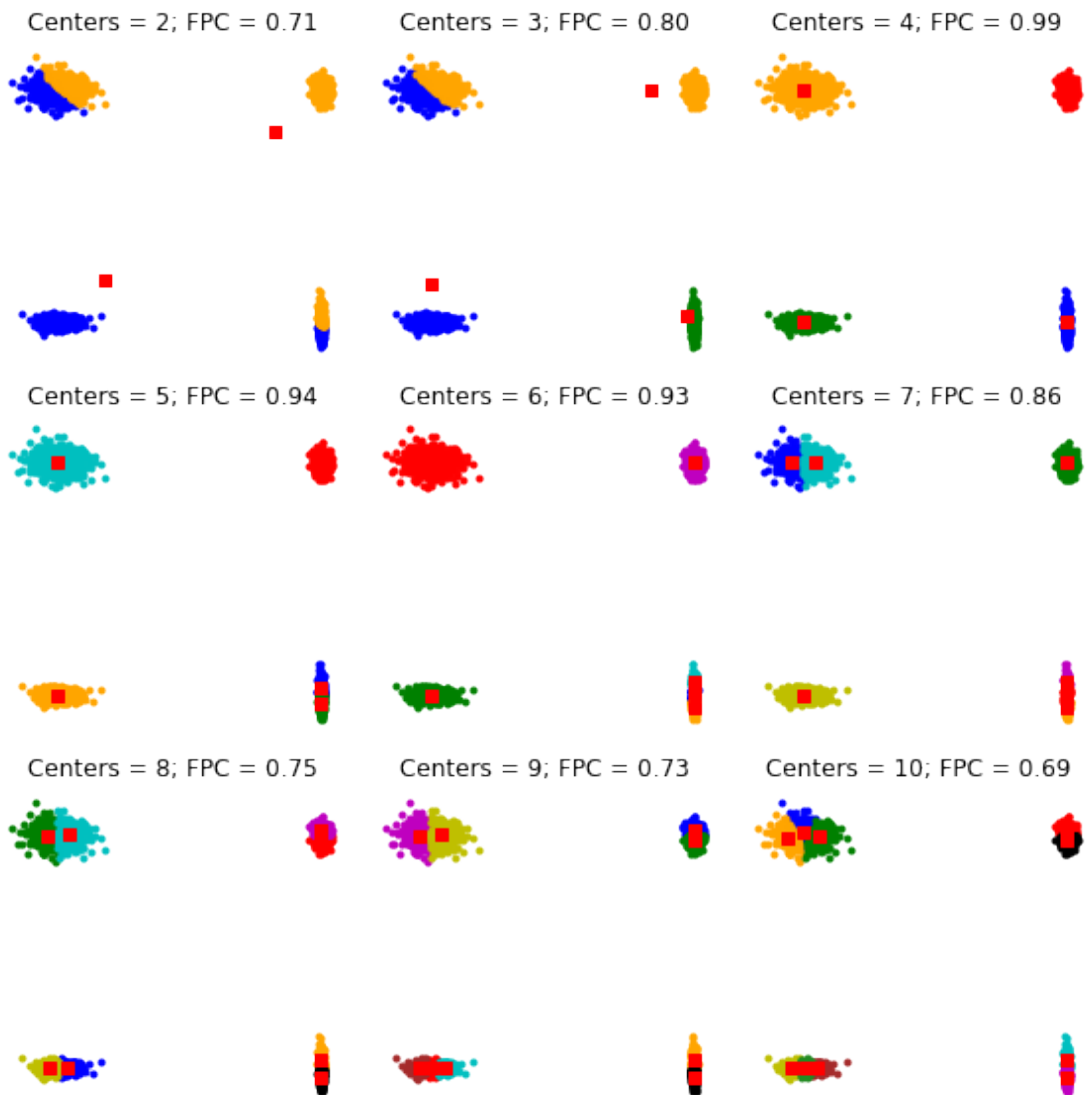 Centers = 2; FPC = 0.71
Centers = 3; FPC = 0.80
Centers = 4; FPC = 0.99
Centers = 5; FPC = 0.94
Centers = 6; FPC = 0.93
Centers = 7; FPC = 0.86
Centers = 8; FPC = 0.75
Centers = 9; FPC = 0.73
Centers = 10; FPC = 0.69